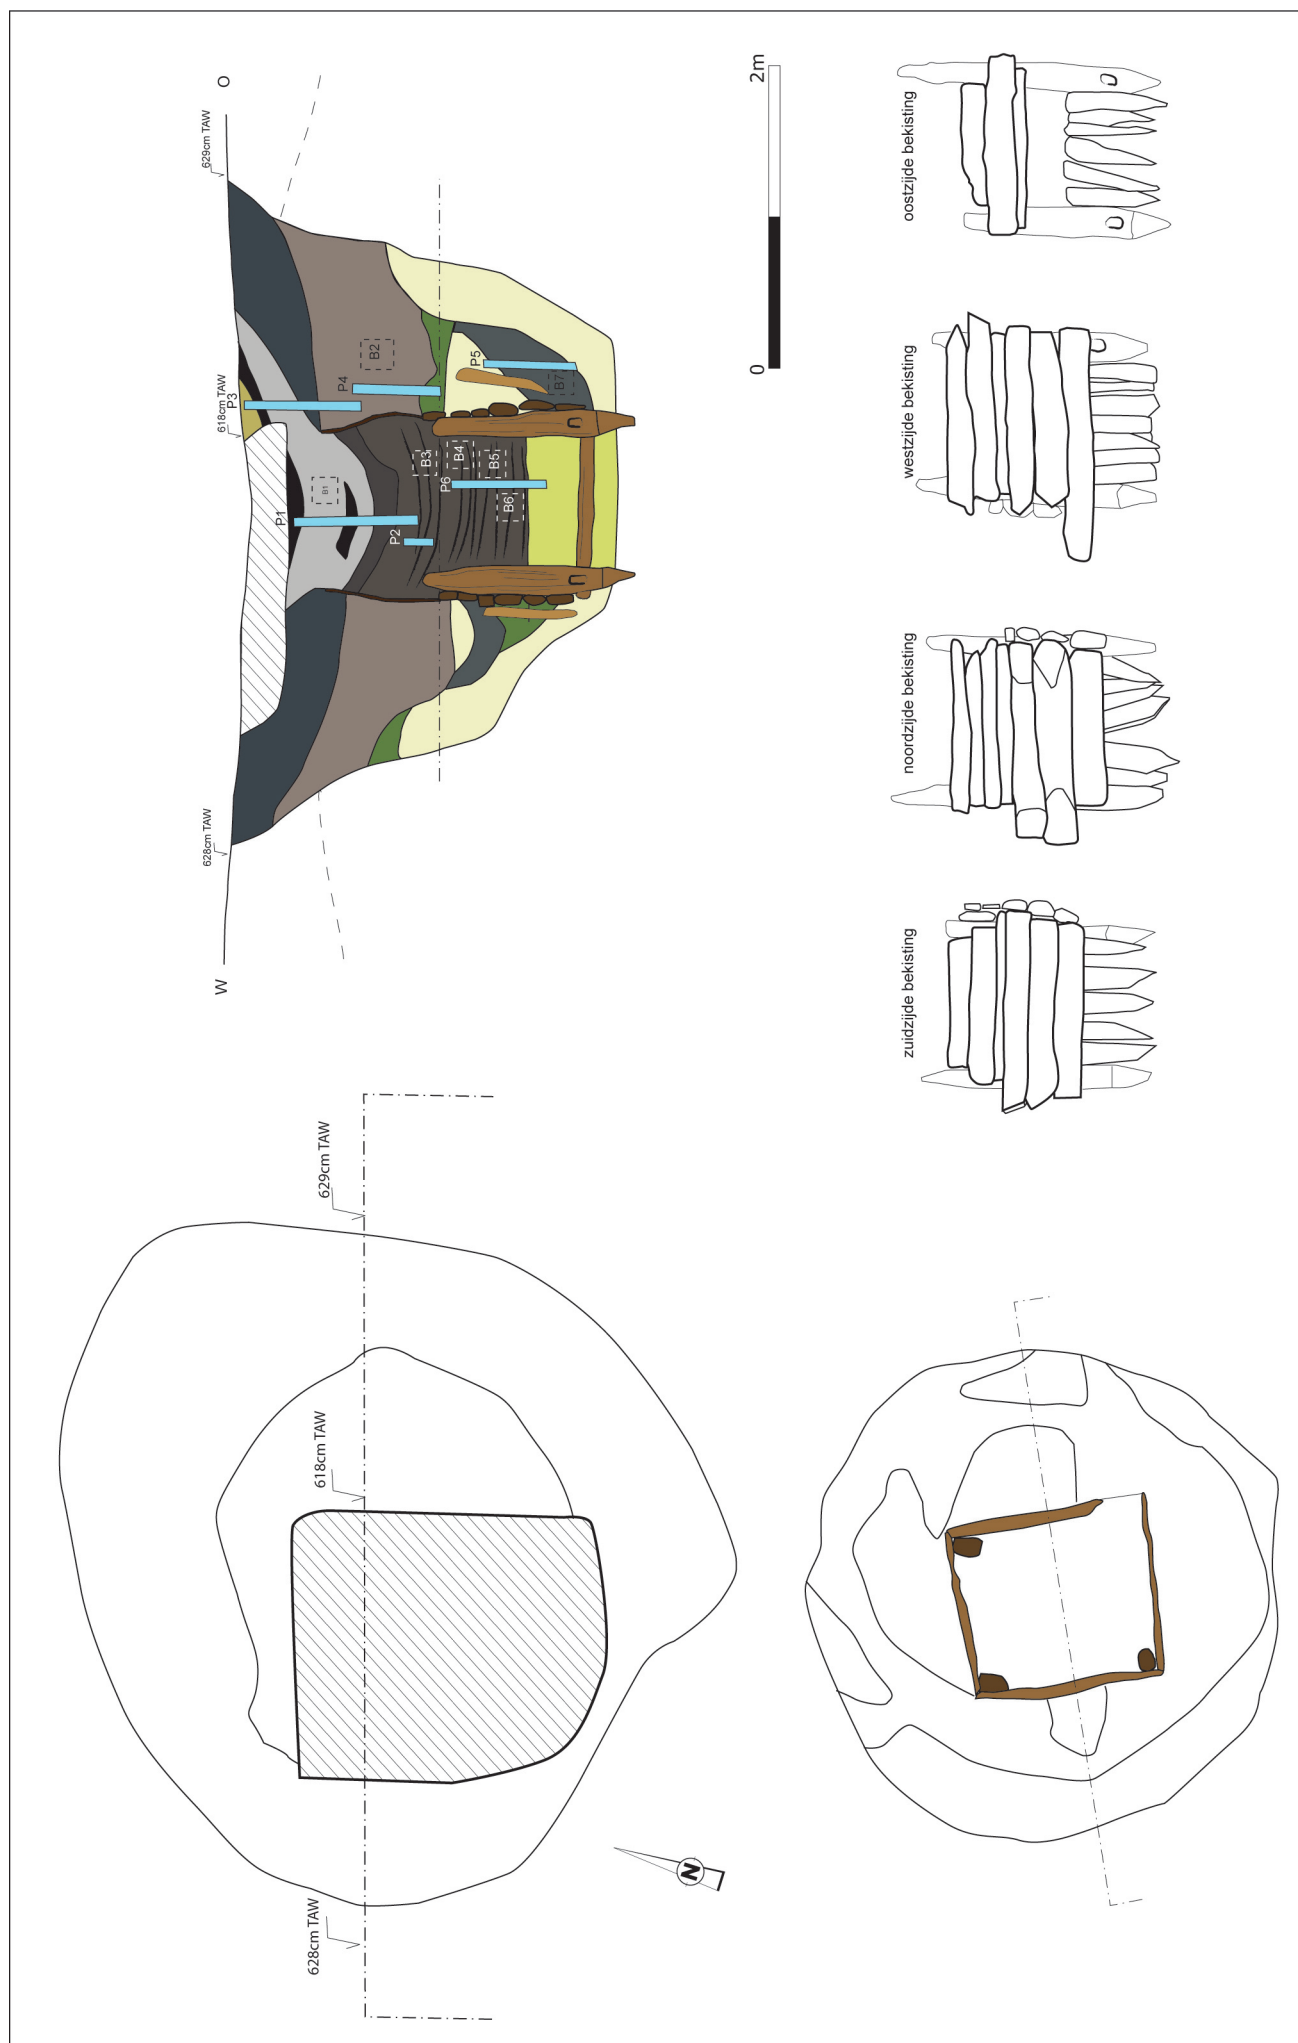 W
O
628cm TAW
618cm TAW
629cm TAW
P1
P2
P3
P4
P5
P6
B1
B2
B3
B4
B5
B6
B7
0
2m
628cm TAW
618cm TAW
629cm TAW
N
zuidzijde bekisting
noordzijde bekisting
westzijde bekisting
oostzijde bekisting